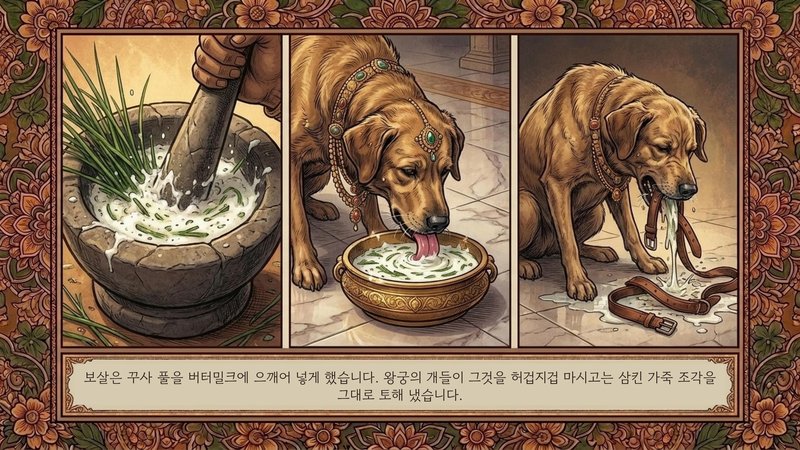 보살은 꾸사 풀을 버터밀크에 으깨어 넣게 했습니다. 왕궁의 개들이 그것을 허겁지겁 마시고는 삼킨 가죽 조각을
그대로 토해 냈습니다.